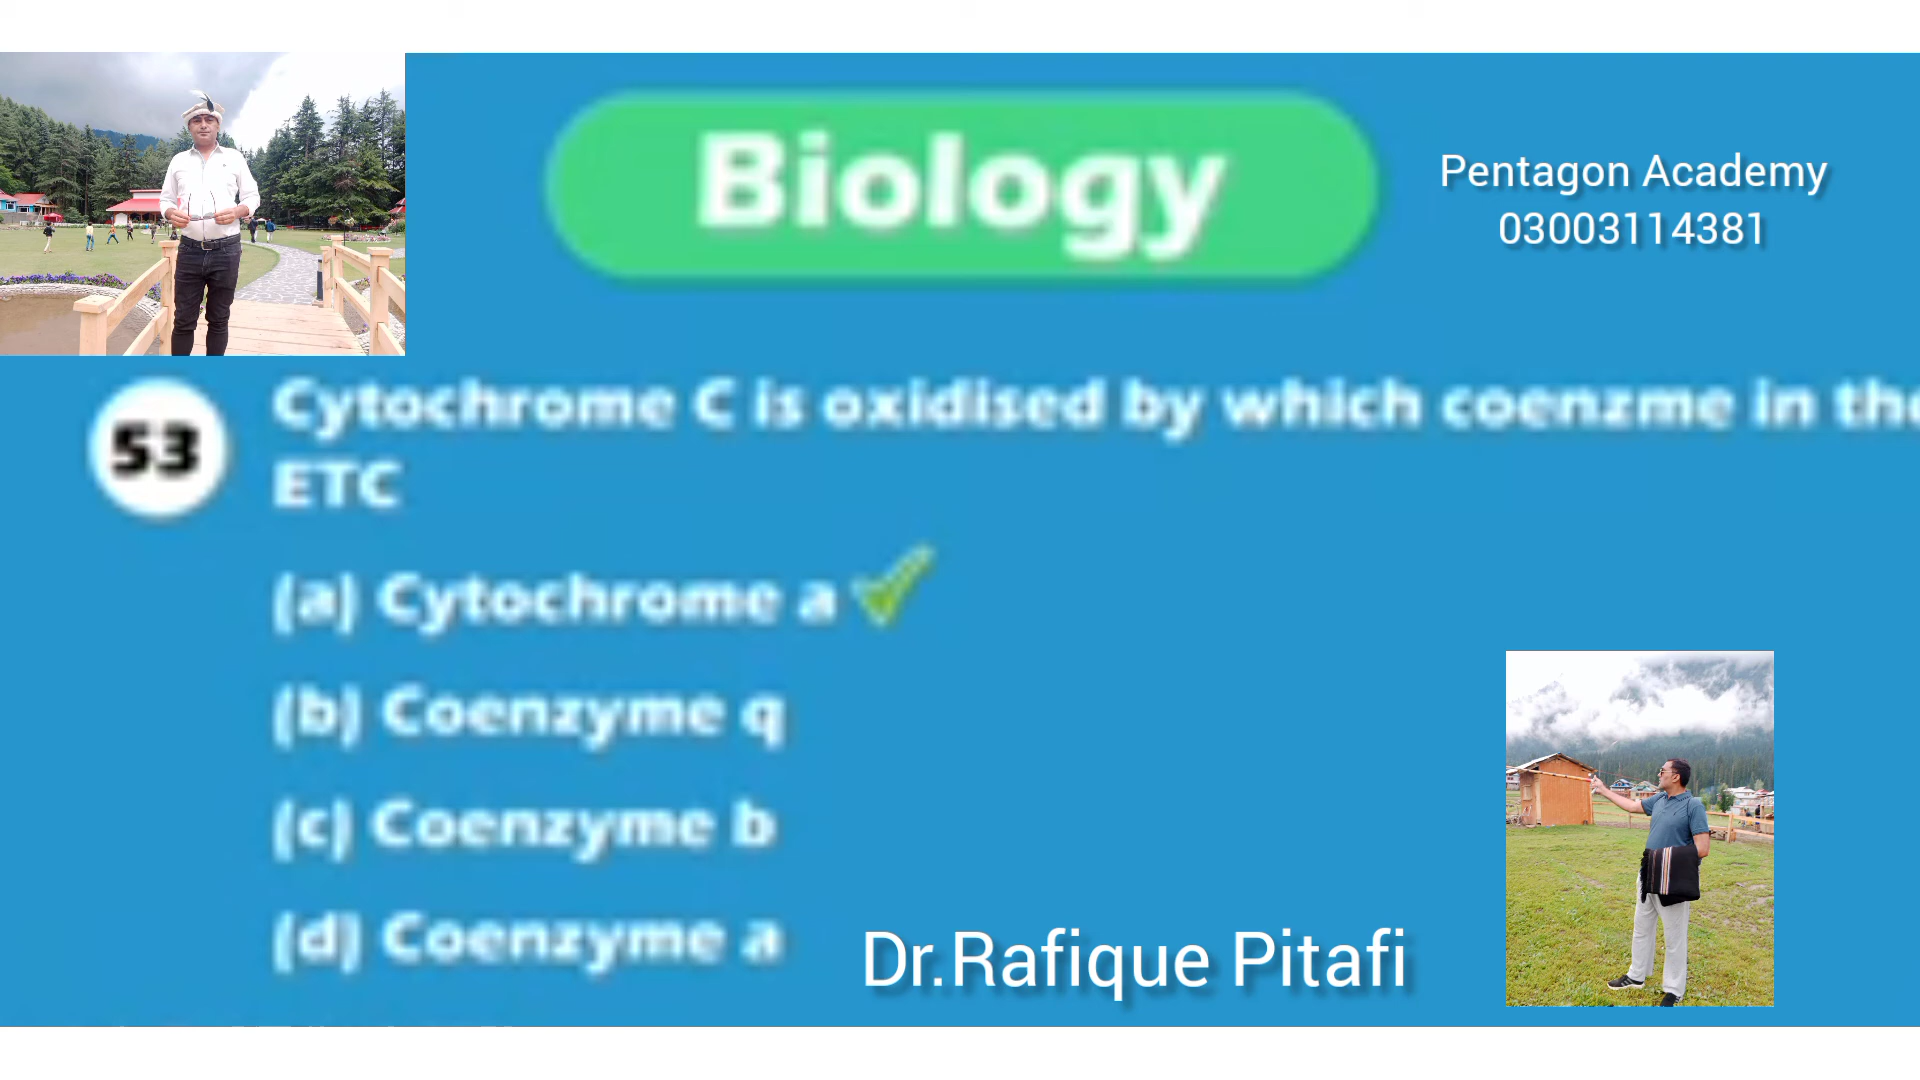 Biology
Pentagon Academy
03003114381
53
Cytochrome C is oxidised by which coenzme in the
ETC
(a) Cytochrome a
(b) Coenzyme q
(c) Coenzyme b
(d) Coenzyme a
Dr.Rafique Pitafi